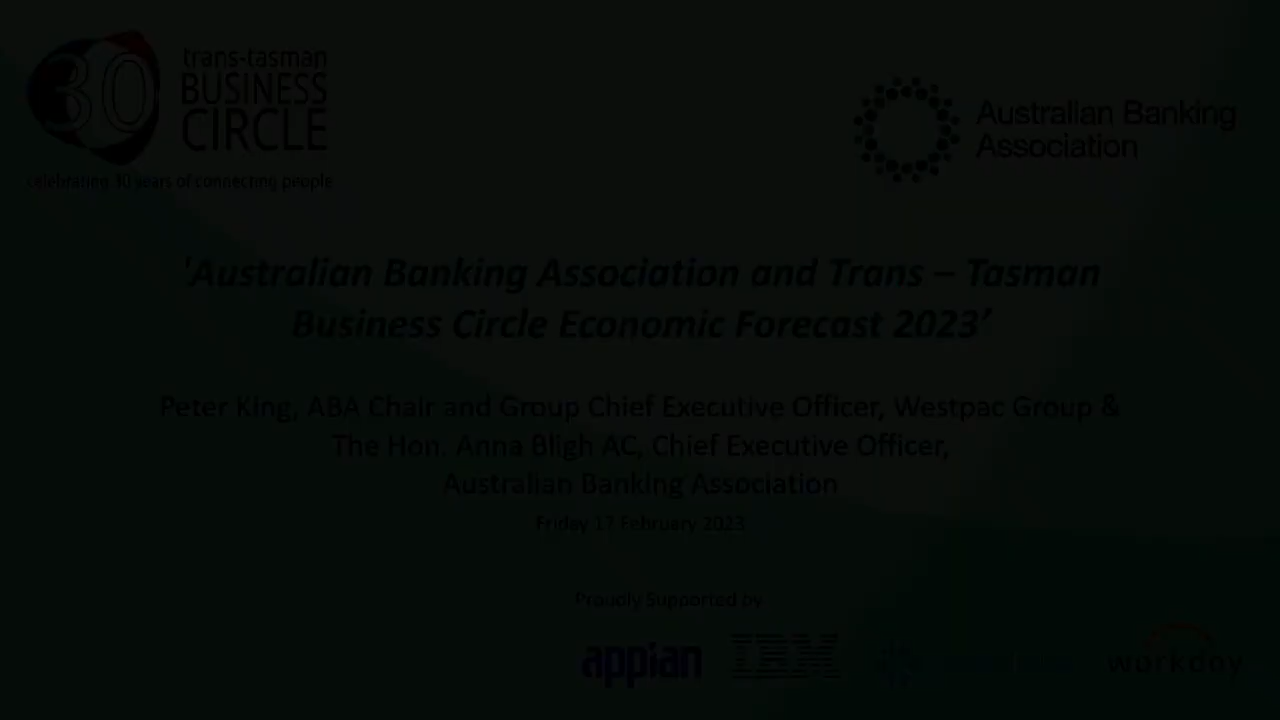 30
trans-tasman
BUSINESS
CIRCLE
celebrating 30 years of connecting people
Australian Banking
Association
'Australian Banking Association and Trans – Tasman
Business Circle Economic Forecast 2023’
Peter King, ABA Chair and Group Chief Executive Officer, Westpac Group &
The Hon. Anna Bligh AC, Chief Executive Officer,
Australian Banking Association
Friday 17 February 2023
Proudly Supported by
appian
IBM
workday